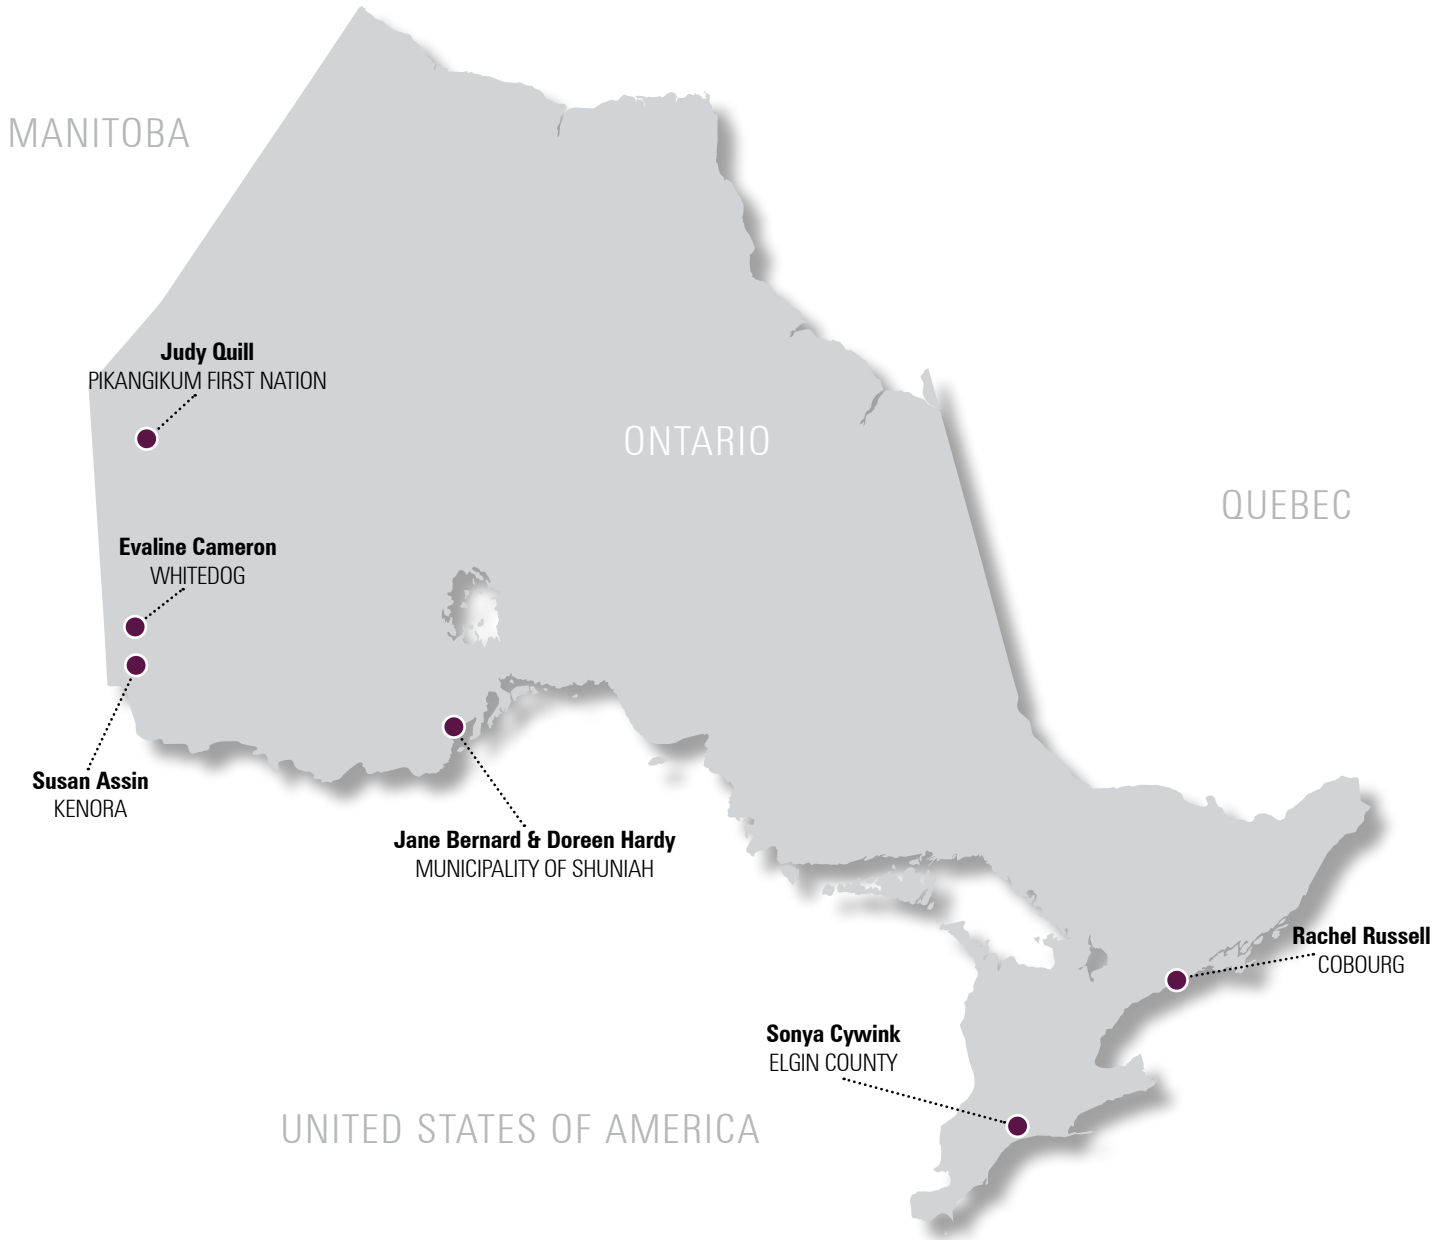 MANITOBA
Judy Quill
PIKANGIKUM FIRST NATION
ONTARIO
QUEBEC
Evaline Cameron
WHITEDOG
Susan Assin
KENORA
Jane Bernard & Doreen Hardy
MUNICIPALITY OF SHUNIAH
Rachel Russell
COBOURG
Sonya Cywink
ELGIN COUNTY
UNITED STATES OF AMERICA